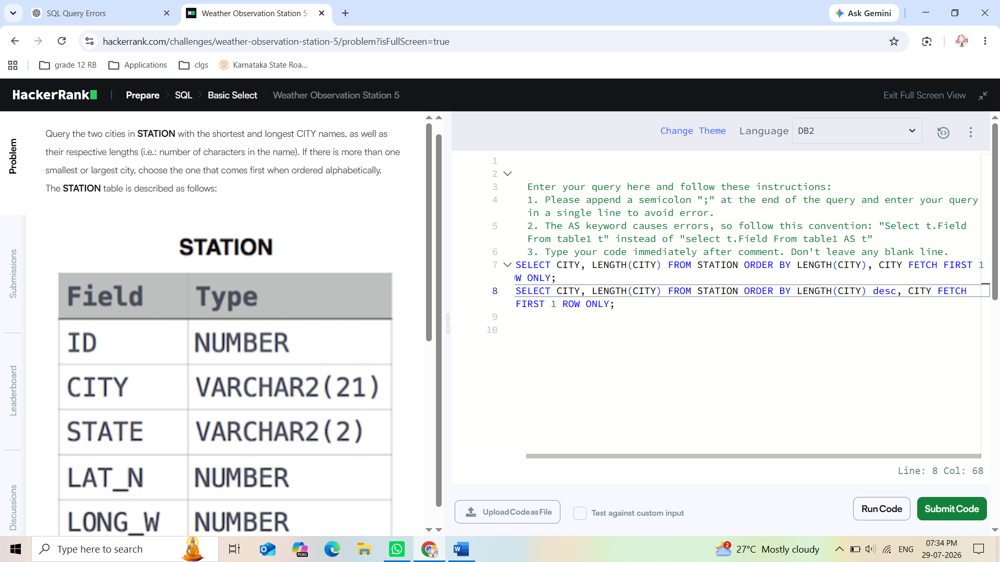 SQL Query Errors
Weather Observation Station 5
Ask Gemini
hackerrank.com/challenges/weather-observation-station-5/problem?isFullScreen=true
grade 12 RB
Applications
clgs
Karnataka State Roa...
HackerRank
Prepare
SQL
Basic Select
Weather Observation Station 5
Exit Full Screen View
Problem
Submissions
Leaderboard
Discussions
Query the two cities in STATION with the shortest and longest CITY names, as well as
their respective lengths (i.e.: number of characters in the name). If there is more than one
smallest or largest city, choose the one that comes first when ordered alphabetically.
The STATION table is described as follows:
STATION
Field Type
ID NUMBER
CITY VARCHAR2(21)
STATE VARCHAR2(2)
LAT_N NUMBER
LONG_W NUMBER
Change Theme Language DB2
1
2
3 Enter your query here and follow these instructions:
4 1. Please append a semicolon ";" at the end of the query and enter your query
in a single line to avoid error.
5 2. The AS keyword causes errors, so follow this convention: "Select t.Field
From table1 t" instead of "select t.Field From table1 AS t"
6 3. Type your code immediately after comment. Don't leave any blank line.
7 SELECT CITY, LENGTH(CITY) FROM STATION ORDER BY LENGTH(CITY), CITY FETCH FIRST 1
W ONLY;
8 SELECT CITY, LENGTH(CITY) FROM STATION ORDER BY LENGTH(CITY) desc, CITY FETCH
FIRST 1 ROW ONLY;
9
10
Line: 8 Col: 68
Upload Code as File
Test against custom input
Run Code
Submit Code
Type here to search
M365
2
27°C Mostly cloudy
ENG
07:34 PM
29-07-2026